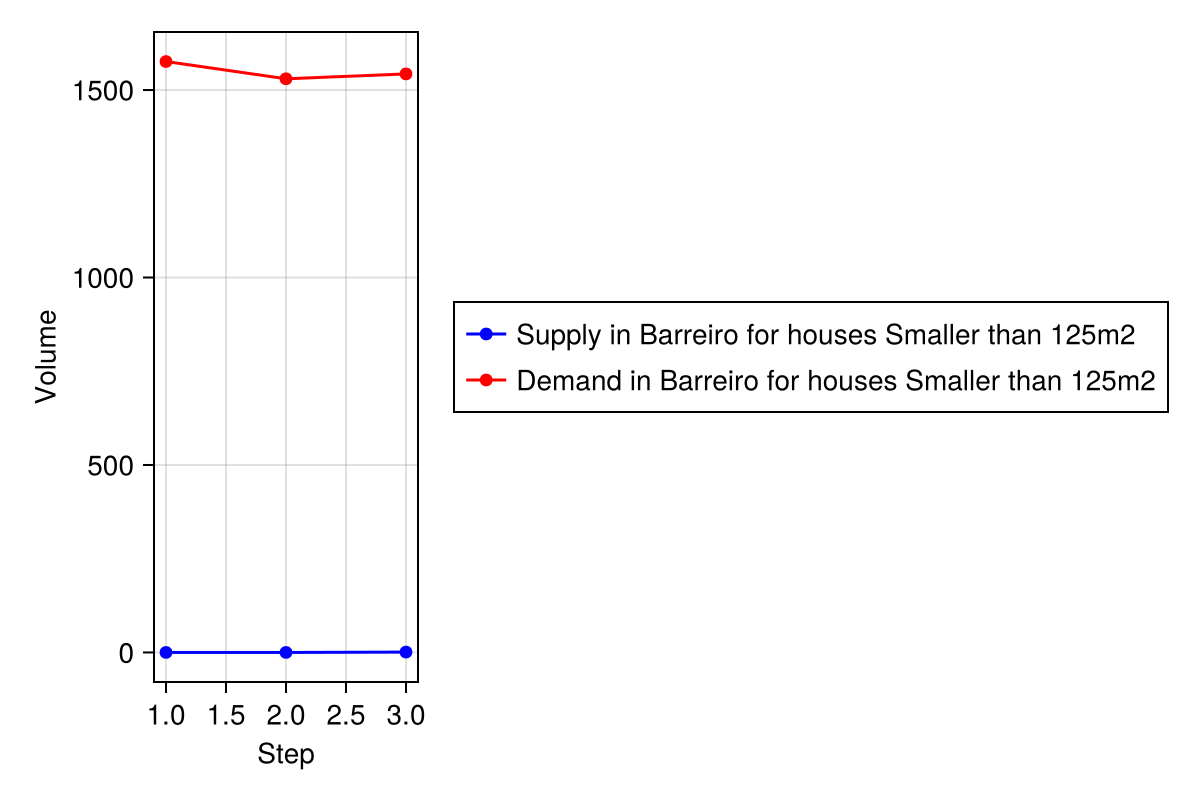 1500
1000
500
0
Volume
1.0 1.5 2.0 2.5 3.0
Step
Supply in Barreiro for houses Smaller than 125m2
Demand in Barreiro for houses Smaller than 125m2